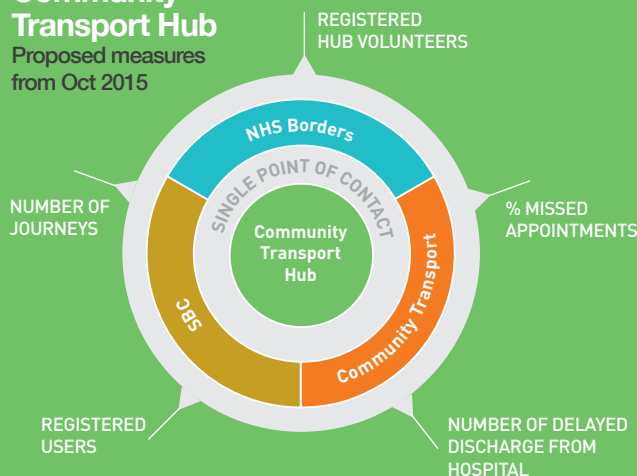 Community
Transport Hub
Proposed measures
from Oct 2015
REGISTERED
HUB VOLUNTEERS
NHS Borders
SINGLE POINT OF CONTACT
Community
Transport
Hub
NUMBER OF
JOURNEYS
% MISSED
APPOINTMENTS
SBC
Community Transport
REGISTERED
USERS
NUMBER OF DELAYED
DISCHARGE FROM
HOSPITAL